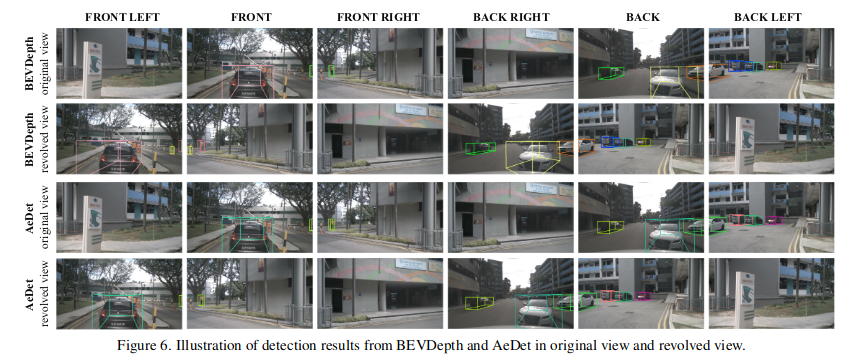 FRONT LEFT FRONT FRONT RIGHT BACK RIGHT BACK BACK LEFT
BEVDepth
original view
BEVDepth
revolved view
AeDet
original view
AeDet
revolved view
Figure 6. Illustration of detection results from BEVDepth and AeDet in original view and revolved view.